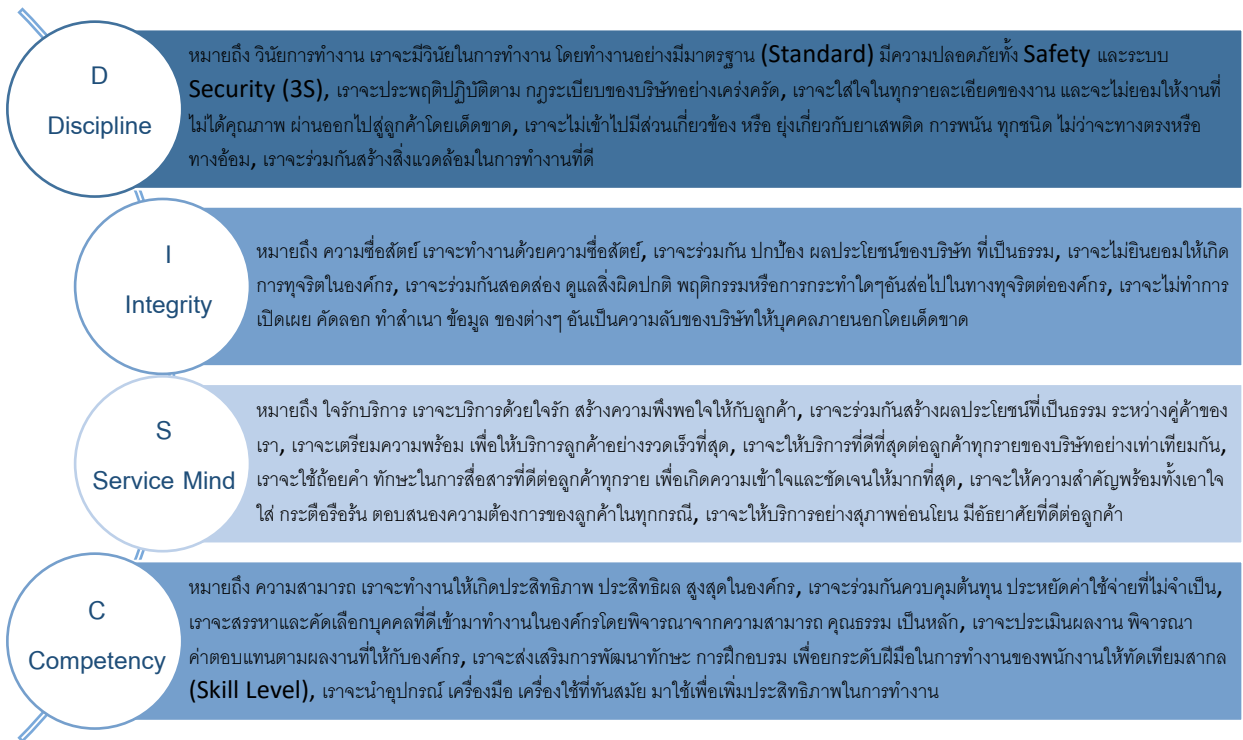 D
Discipline
หมายถึง วินัยการทำงาน เราจะมีวินัยในการทำงาน โดยทำงานอย่างมีมาตรฐาน (Standard) มีความปลอดภัยทั้ง Safety และระบบ
Security (3S), เราจะประพฤติปฏิบัติตาม กฎระเบียบของบริษัทอย่างเคร่งครัด, เราจะใส่ใจในทุกรายละเอียดของงาน และจะไม่ยอมให้งานที่
ไม่ได้คุณภาพ ผ่านออกไปสู่ลูกค้าโดยเด็ดขาด, เราจะไม่เข้าไปมีส่วนเกี่ยวข้อง หรือ ยุ่งเกี่ยวกับยาเสพติด การพนัน ทุกชนิด ไม่ว่าจะทางตรงหรือ
ทางอ้อม, เราจะร่วมกันสร้างสิ่งแวดล้อมในการทำงานที่ดี
I
Integrity
หมายถึง ความซื่อสัตย์ เราจะทำงานด้วยความซื่อสัตย์, เราจะร่วมกัน ปกป้อง ผลประโยชน์ของบริษัท ที่เป็นธรรม, เราจะไม่ยินยอมให้เกิด
การทุจริตในองค์กร, เราจะร่วมกันสอดส่อง ดูแลสิ่งผิดปกติ พฤติกรรมหรือการกระทำใดๆอันส่อไปในทางทุจริตต่อองค์กร, เราจะไม่ทำการ
เปิดเผย คัดลอก ทำสำเนา ข้อมูล ของต่างๆ อันเป็นความลับของบริษัทให้บุคคลภายนอกโดยเด็ดขาด
S
Service Mind
หมายถึง ใจรักบริการ เราจะบริการด้วยใจรัก สร้างความพึงพอใจให้กับลูกค้า, เราจะร่วมกันสร้างผลประโยชน์ที่เป็นธรรม ระหว่างคู่ค้าของ
เรา, เราจะเตรียมความพร้อม เพื่อให้บริการลูกค้าอย่างรวดเร็วที่สุด, เราจะให้บริการที่ดีที่สุดต่อลูกค้าทุกรายของบริษัทอย่างเท่าเทียมกัน,
เราจะใช้ถ้อยคำ ทักษะในการสื่อสารที่ดีต่อลูกค้าทุกราย เพื่อเกิดความเข้าใจและชัดเจนให้มากที่สุด, เราจะให้ความสำคัญพร้อมทั้งเอาใจ
ใส่ กระตือรือร้น ตอบสนองความต้องการของลูกค้าในทุกกรณี, เราจะให้บริการอย่างสุภาพอ่อนโยน มีอัธยาศัยที่ดีต่อลูกค้า
C
Competency
หมายถึง ความสามารถ เราจะทำงานให้เกิดประสิทธิภาพ ประสิทธิผล สูงสุดในองค์กร, เราจะร่วมกันควบคุมต้นทุน ประหยัดค่าใช้จ่ายที่ไม่จำเป็น,
เราจะสรรหาและคัดเลือกบุคคลที่ดีเข้ามาทำงานในองค์กรโดยพิจารณาจากความสามารถ คุณธรรม เป็นหลัก, เราจะประเมินผลงาน พิจารณา
ค่าตอบแทนตามผลงานที่ให้กับองค์กร, เราจะส่งเสริมการพัฒนาทักษะ การฝึกอบรม เพื่อยกระดับฝีมือในการทำงานของพนักงานให้ทัดเทียมสากล
(Skill Level), เราจะนำอุปกรณ์ เครื่องมือ เครื่องใช้ที่ทันสมัย มาใช้เพื่อเพิ่มประสิทธิภาพในการทำงาน